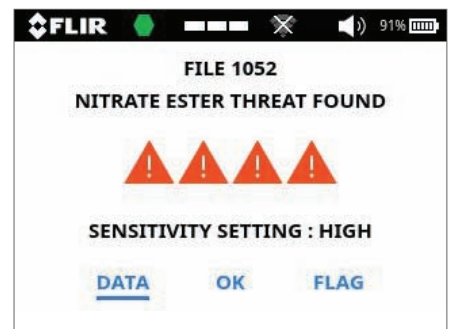 FLIR 91%
FILE 1052
NITRATE ESTER THREAT FOUND
! ! ! !
SENSITIVITY SETTING : HIGH
DATA OK FLAG